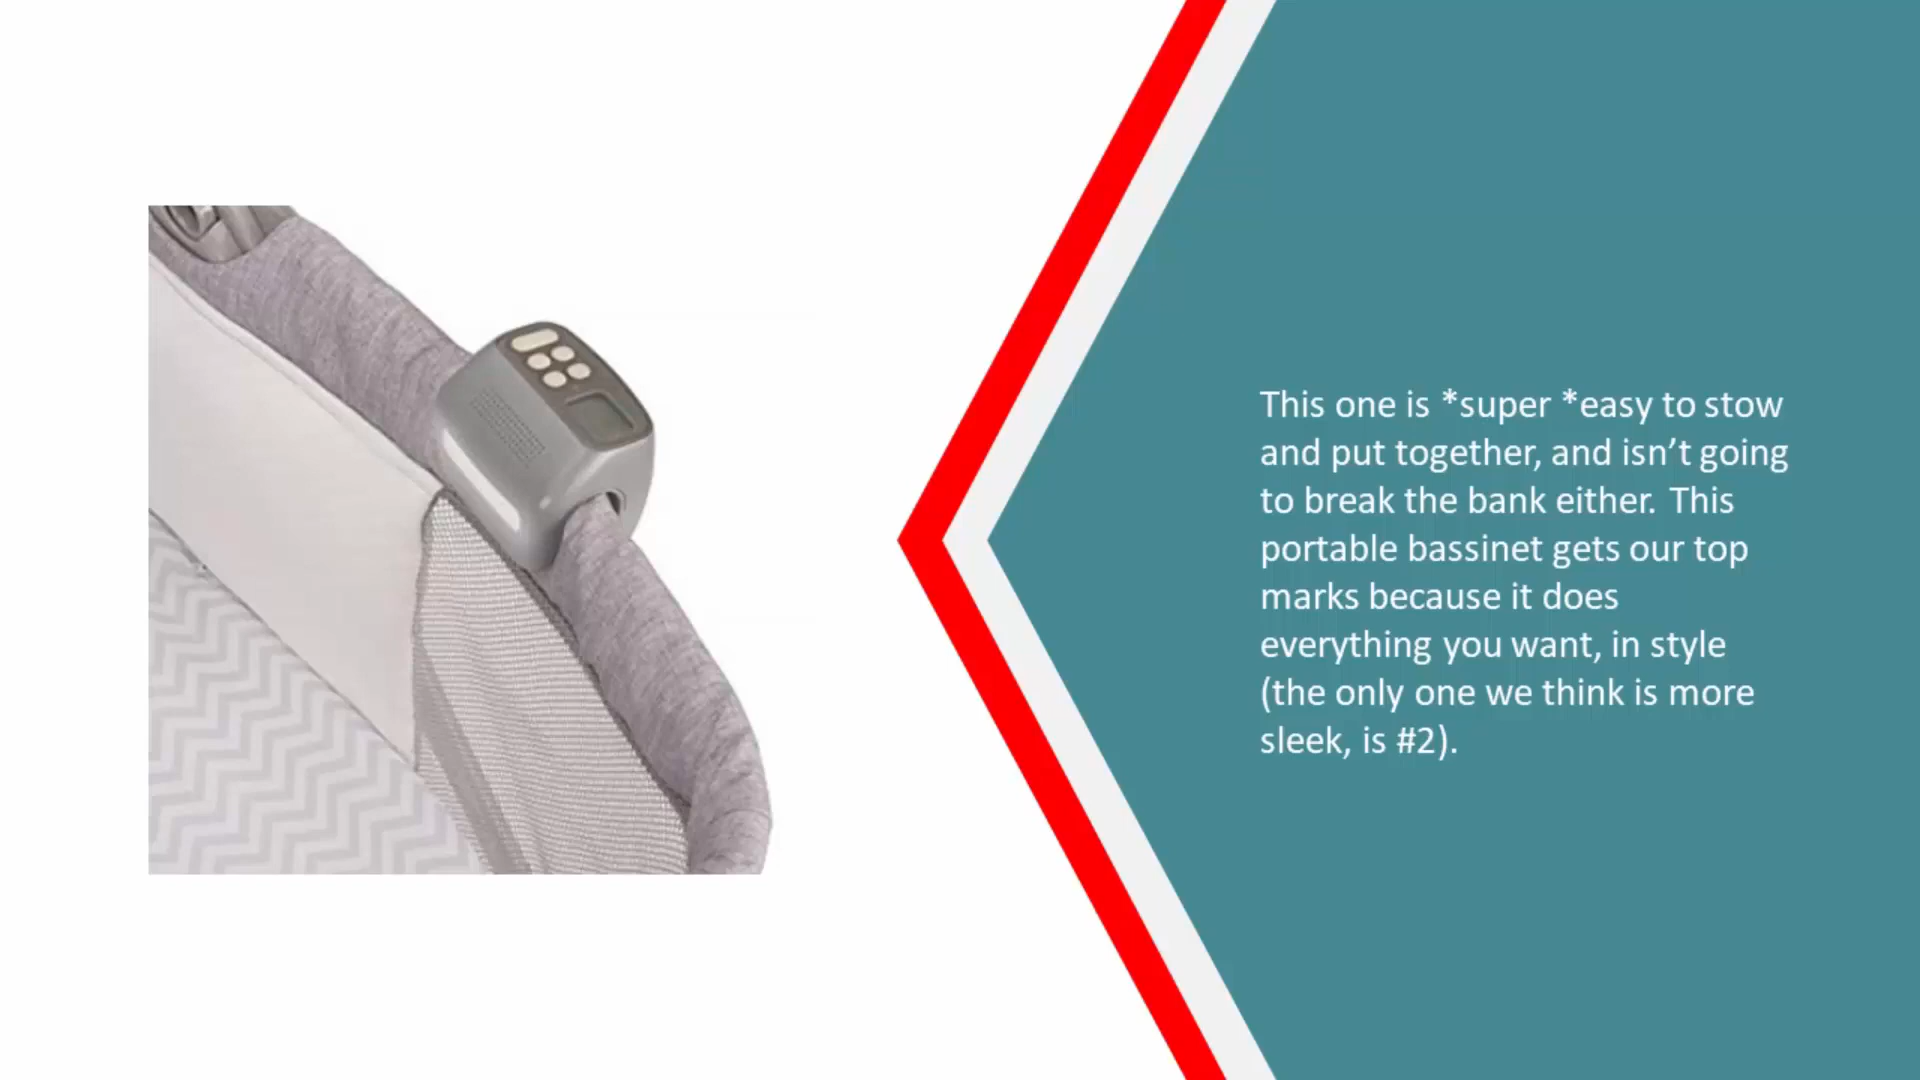 This one is *super *easy to stow
and put together, and isn’t going
to break the bank either. This
portable bassinet gets our top
marks because it does
everything you want, in style
(the only one we think is more
sleek, is #2).